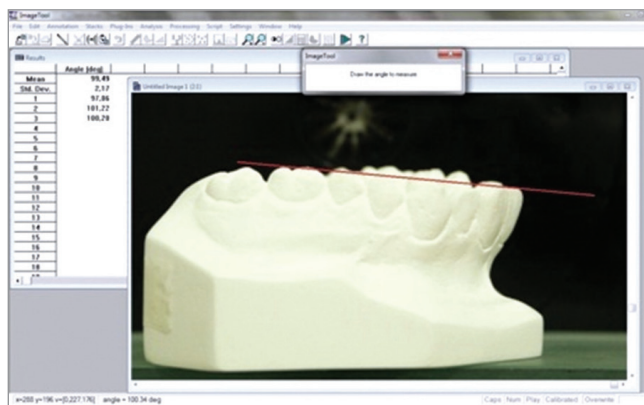 ImageTool
File Edit Annotation Stacks Plug-Ins Analysis Processing Script Settings Window Help
Results
Angle (deg)
Mean 99,49
Std. Dev. 2,17
1 97,86
2 101,22
3 100,28
4
5
6
7
8
9
10
11
12
13
14
15
16
17
18
ImageTool
Draw the angle to measure
Untitled Image 1 (3:1)
angle = 100.34 deg
Caps Num Play Calibrated Overwrite